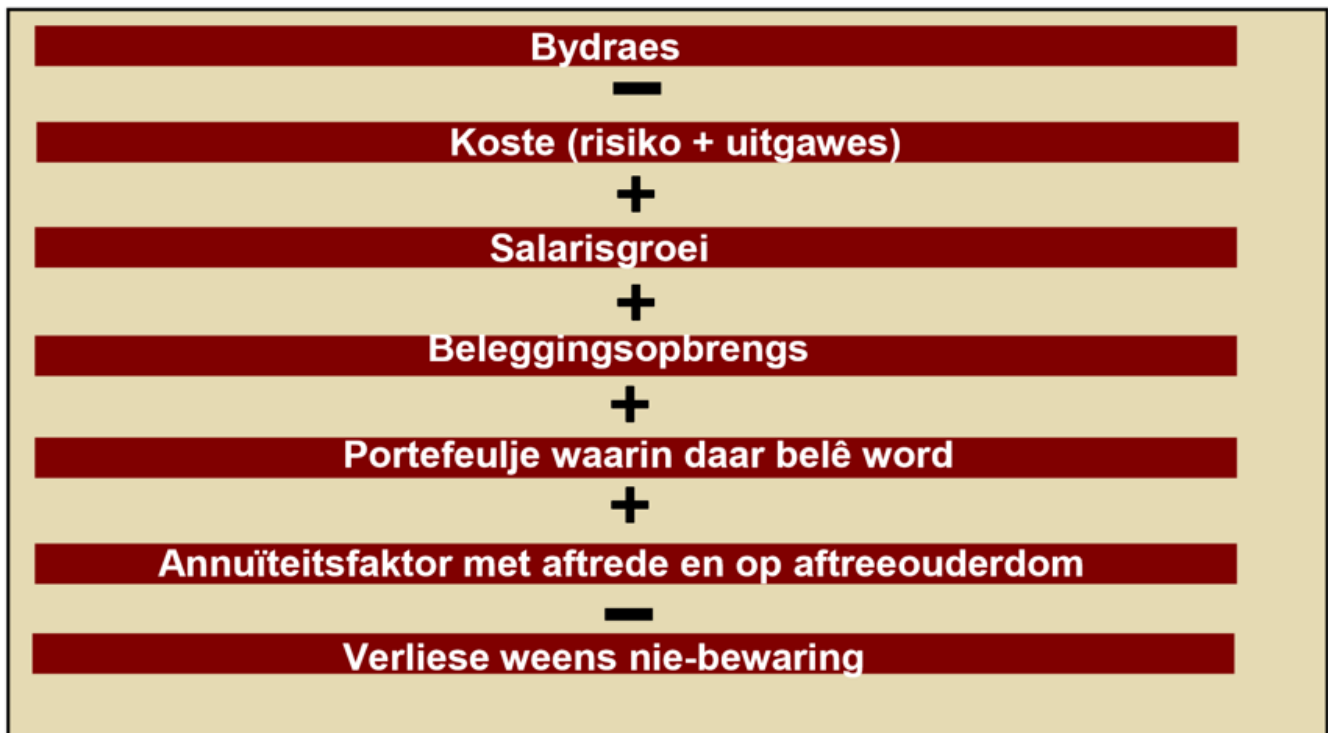 Bydraes
−
Koste (risiko + uitgawes)
+
Salarisgroei
+
Beleggingsopbrengs
+
Portefeulje waarin daar belê word
+
Annuïteitsfaktor met aftrede en op aftreeouderdom
−
Verliese weens nie-bewaring